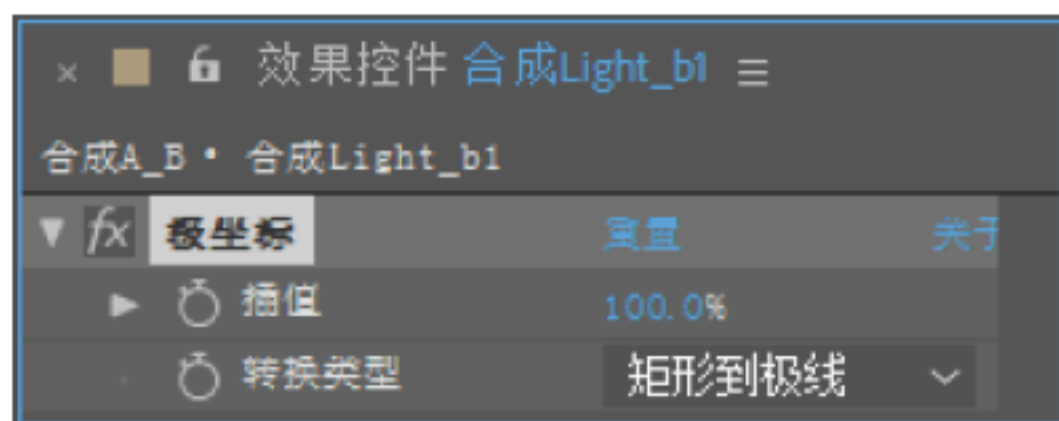 × 效果控件 合成Light_b1 ≡
合成A_B • 合成Light_b1
fx 极坐标 重置 关于
插值 100.0%
转换类型 矩形到极线